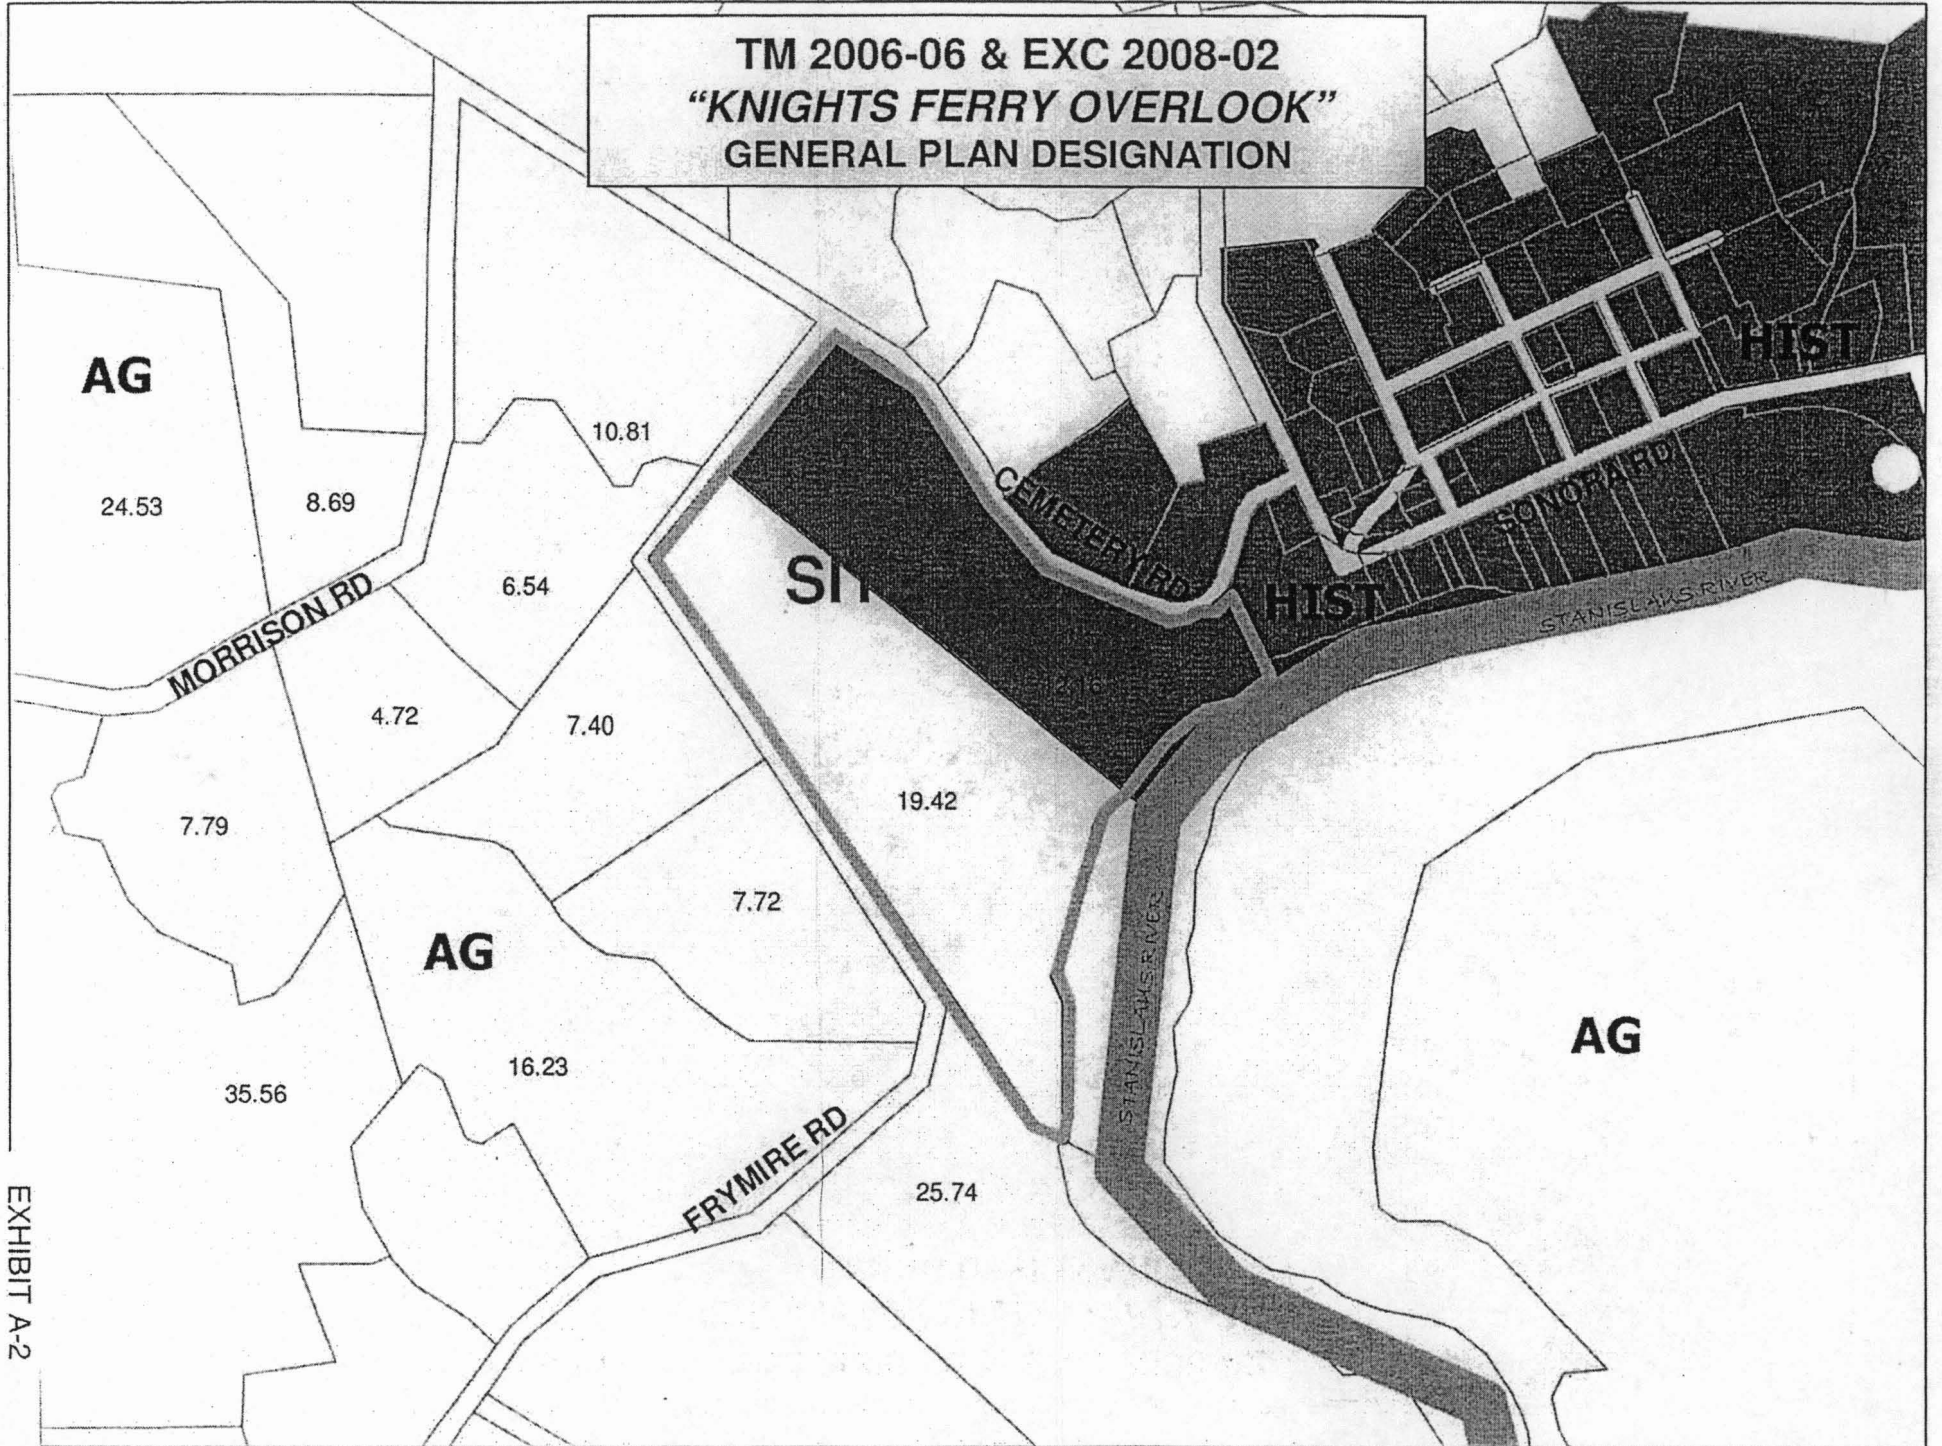 TM 2006-06 & EXC 2008-02
“KNIGHTS FERRY OVERLOOK”
GENERAL PLAN DESIGNATION
HIST
AG
10.81
24.53
8.69
CEMETERY RD
SONORA RD
6.54
HIST
STANISLAUS RIVER
MORRISON RD
4.72
7.40
19.42
7.79
7.72
AG
STANISLAUS RIVER
AG
16.23
35.56
FRYMIRE RD
25.74
EXHIBIT A-2